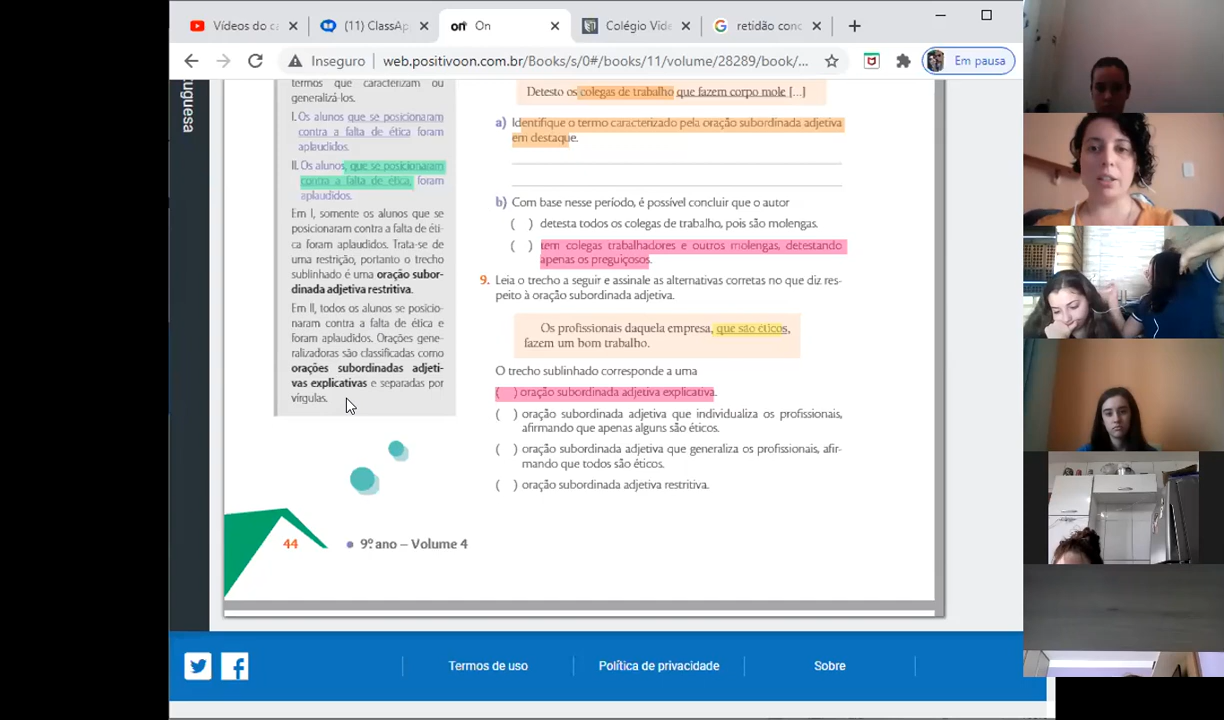 Vídeos do ca
(11) ClassAp
on On
Colégio Vide
retidão conc
Inseguro
web.positivoon.com.br/Books/s/0#/books/11/volume/28289/book/...
Em pausa
tuguesa
termos que caracterizam ou
generalizá-los.
I. Os alunos que se posicionaram
contra a falta de ética foram
aplaudidos.
II. Os alunos, que se posicionaram
contra a falta de ética, foram
aplaudidos.
Em I, somente os alunos que se
posicionaram contra a falta de éti-
ca foram aplaudidos. Trata-se de
uma restrição, portanto o trecho
sublinhado é uma oração subor-
dinada adjetiva restritiva.
Em II, todos os alunos se posicio-
naram contra a falta de ética e
foram aplaudidos. Orações gene-
ralizadoras são classificadas como
orações subordinadas adjeti-
vas explicativas e separadas por
vírgulas.
Detesto os colegas de trabalho que fazem corpo mole [...]
a) Identifique o termo caracterizado pela oração subordinada adjetiva
em destaque.
b) Com base nesse período, é possível concluir que o autor
( ) detesta todos os colegas de trabalho, pois são molengas.
( ) tem colegas trabalhadores e outros molengas, detestando
apenas os preguiçosos.
9. Leia o trecho a seguir e assinale as alternativas corretas no que diz res-
peito à oração subordinada adjetiva.
Os profissionais daquela empresa, que são éticos,
fazem um bom trabalho.
O trecho sublinhado corresponde a uma
( ) oração subordinada adjetiva explicativa.
( ) oração subordinada adjetiva que individualiza os profissionais,
afirmando que apenas alguns são éticos.
( ) oração subordinada adjetiva que generaliza os profissionais, afir-
mando que todos são éticos.
( ) oração subordinada adjetiva restritiva.
44
9º. ano – Volume 4
Termos de uso
Política de privacidade
Sobre